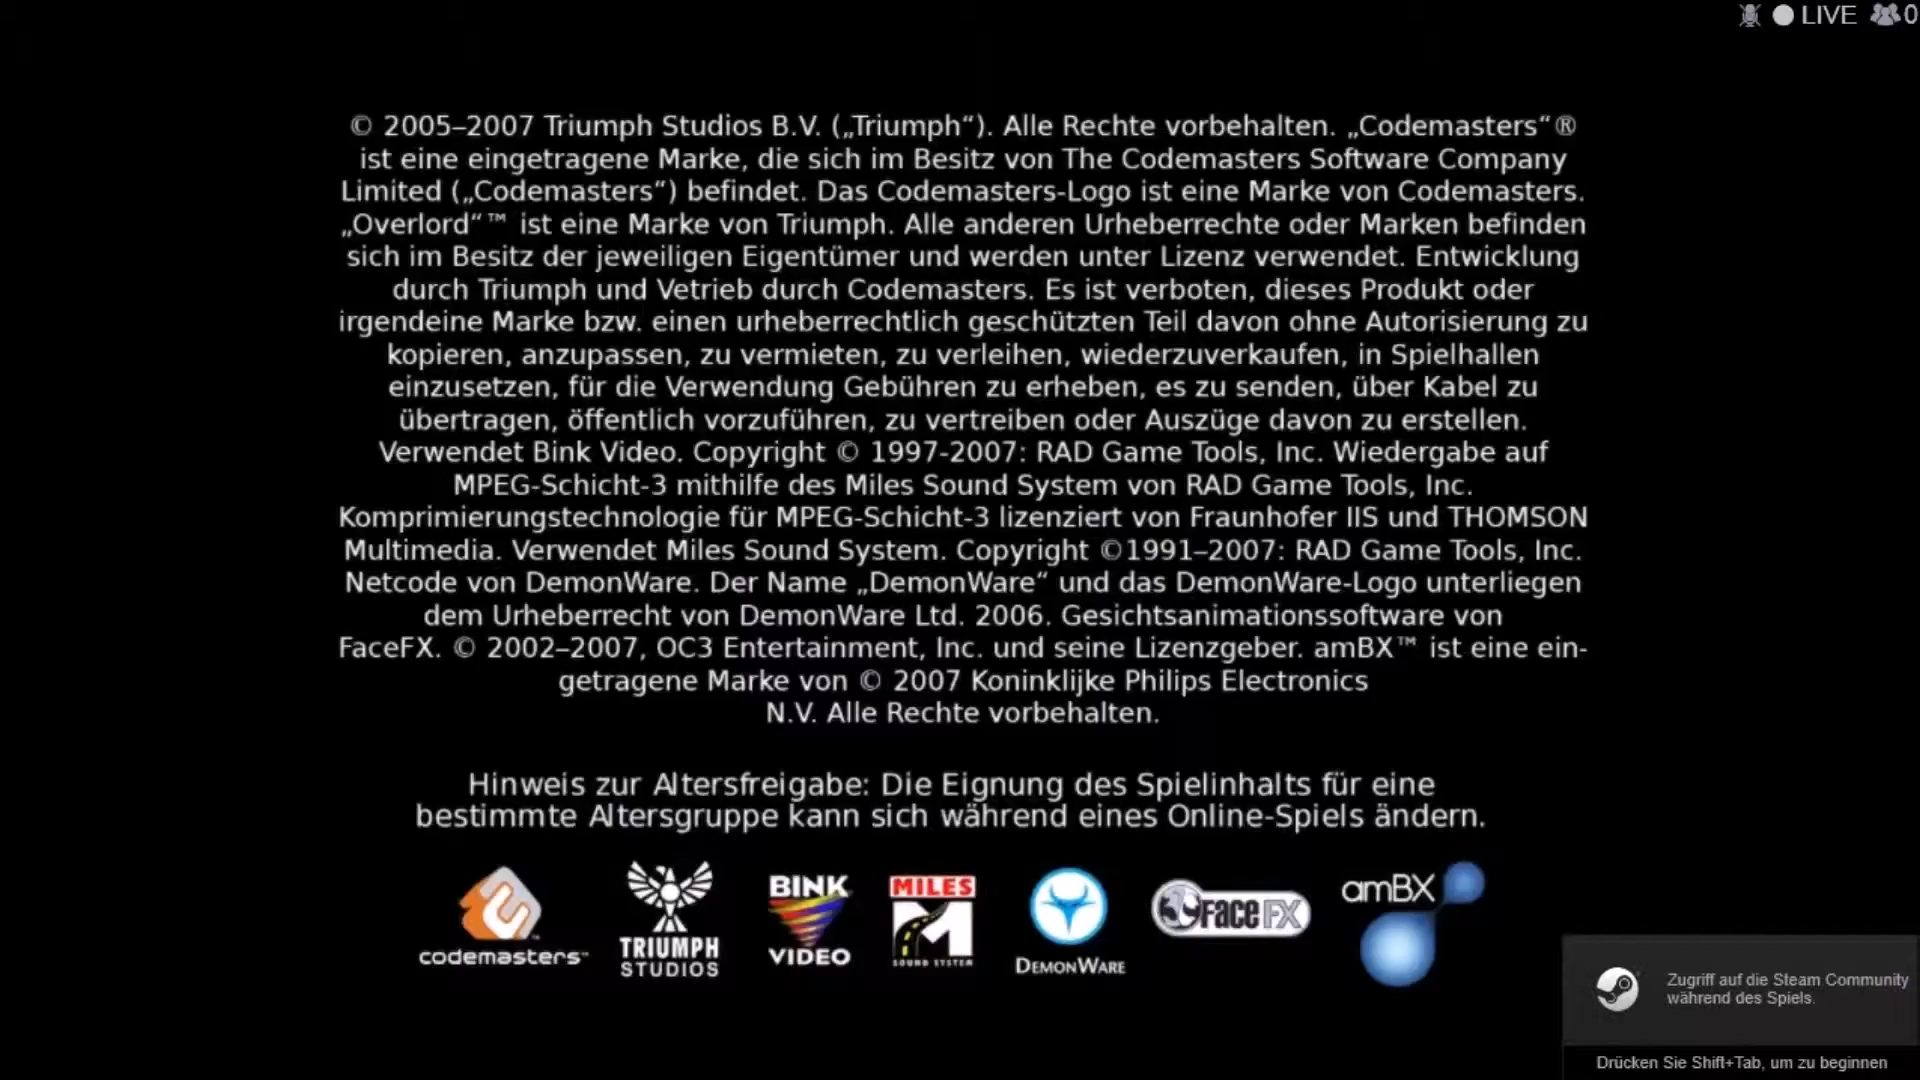 LIVE 0
© 2005–2007 Triumph Studios B.V. („Triumph“). Alle Rechte vorbehalten. „Codemasters“®
ist eine eingetragene Marke, die sich im Besitz von The Codemasters Software Company
Limited („Codemasters“) befindet. Das Codemasters-Logo ist eine Marke von Codemasters.
„Overlord“™ ist eine Marke von Triumph. Alle anderen Urheberrechte oder Marken befinden
sich im Besitz der jeweiligen Eigentümer und werden unter Lizenz verwendet. Entwicklung
durch Triumph und Vetrieb durch Codemasters. Es ist verboten, dieses Produkt oder
irgendeine Marke bzw. einen urheberrechtlich geschützten Teil davon ohne Autorisierung zu
kopieren, anzupassen, zu vermieten, zu verleihen, wiederzuverkaufen, in Spielhallen
einzusetzen, für die Verwendung Gebühren zu erheben, es zu senden, über Kabel zu
übertragen, öffentlich vorzuführen, zu vertreiben oder Auszüge davon zu erstellen.
Verwendet Bink Video. Copyright © 1997-2007: RAD Game Tools, Inc. Wiedergabe auf
MPEG-Schicht-3 mithilfe des Miles Sound System von RAD Game Tools, Inc.
Komprimierungstechnologie für MPEG-Schicht-3 lizenziert von Fraunhofer IIS und THOMSON
Multimedia. Verwendet Miles Sound System. Copyright ©1991–2007: RAD Game Tools, Inc.
Netcode von DemonWare. Der Name „DemonWare“ und das DemonWare-Logo unterliegen
dem Urheberrecht von DemonWare Ltd. 2006. Gesichtsanimationssoftware von
FaceFX. © 2002–2007, OC3 Entertainment, Inc. und seine Lizenzgeber. amBX™ ist eine ein-
getragene Marke von © 2007 Koninklijke Philips Electronics
N.V. Alle Rechte vorbehalten.
Hinweis zur Altersfreigabe: Die Eignung des Spielinhalts für eine
bestimmte Altersgruppe kann sich während eines Online-Spiels ändern.
codemasters™
TRIUMPH
STUDIOS
BINK
VIDEO
MILES
M
SOUND SYSTEM
DEMONWARE
FACE FX
amBX
Zugriff auf die Steam Community
während des Spiels.
Drücken Sie Shift+Tab, um zu beginnen